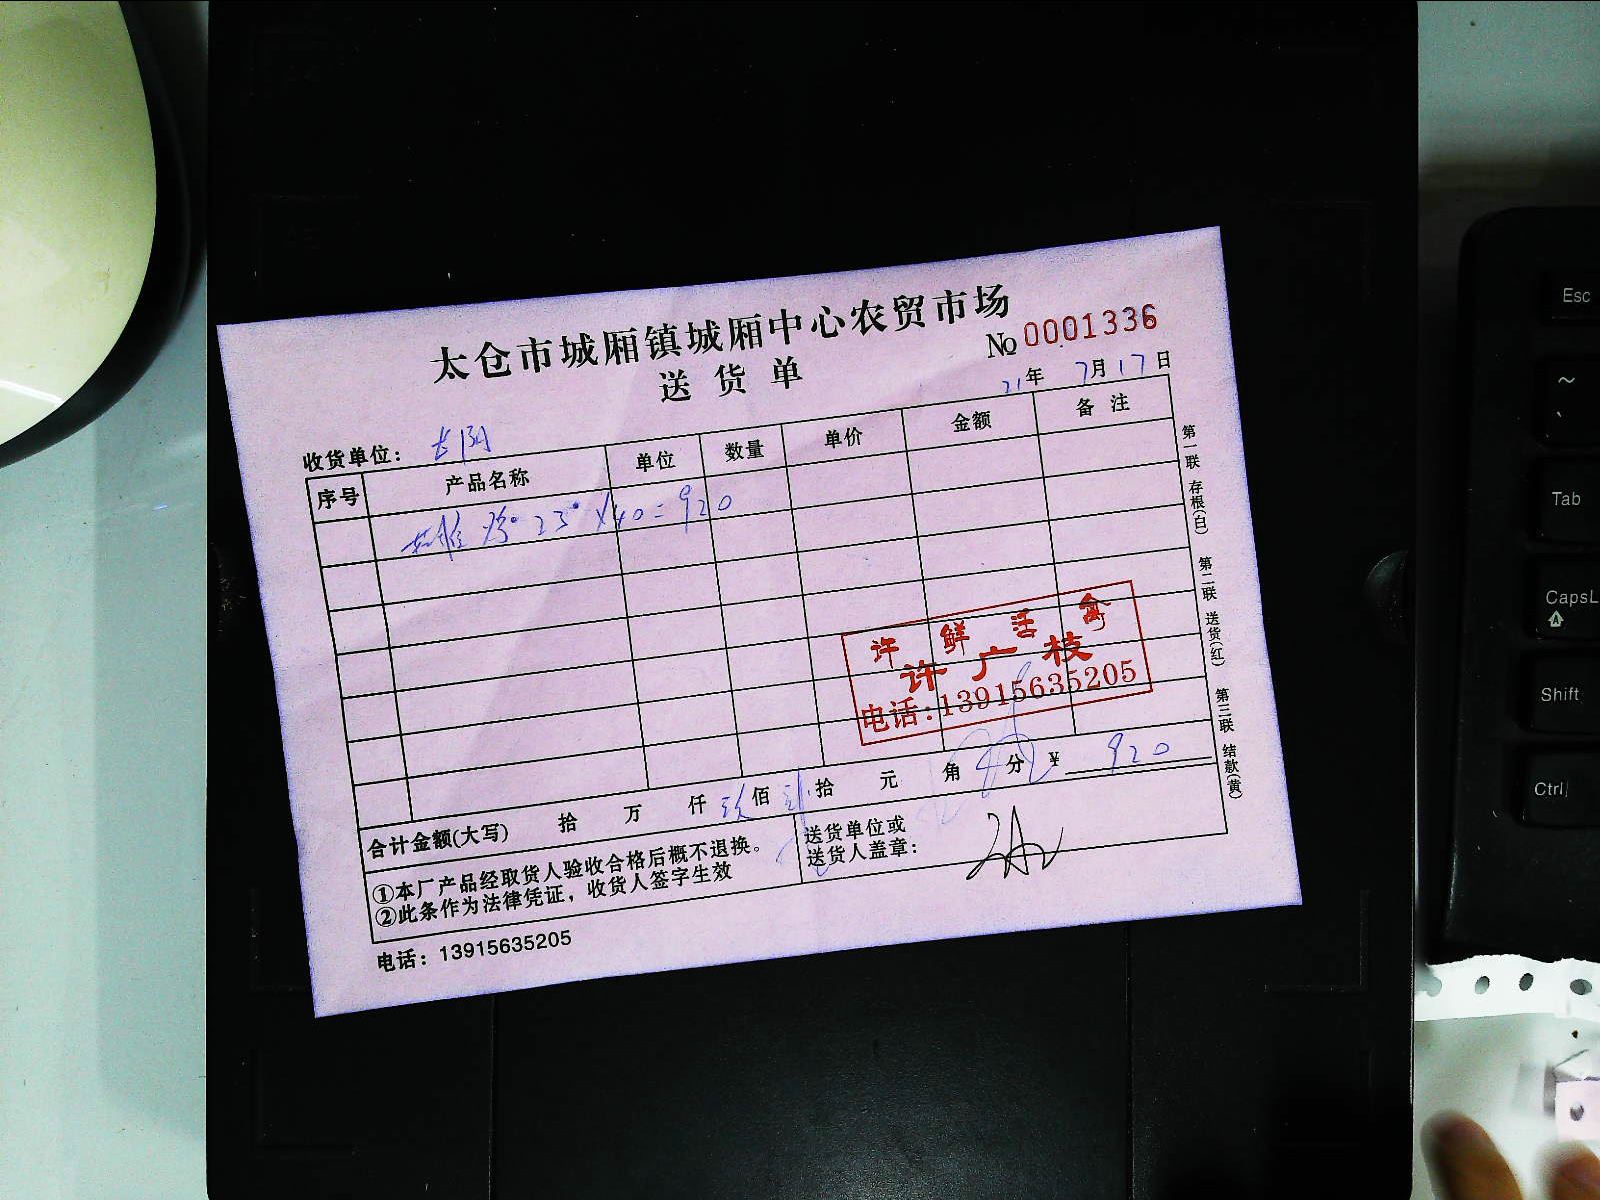 太仓市城厢镇城厢中心农贸市场
送货单
№ 0001336
21年 7月17日
收货单位：
序号 产品名称 单位 数量 单价 金额 备注
23 × 40 = 920
许鲜活禽
许广枝
电话:13915635205
合计金额(大写) 拾 万 仟 玖佰 贰拾 元 角 分 ¥ 920
①本厂产品经取货人验收合格后概不退换。
②此条作为法律凭证，收货人签字生效
送货单位或
送货人盖章：
电话：13915635205
第一联 存根(白) 第二联 送货(红) 第三联 结款(黄)
Esc
~
`
Tab
CapsL
Shift
Ctrl